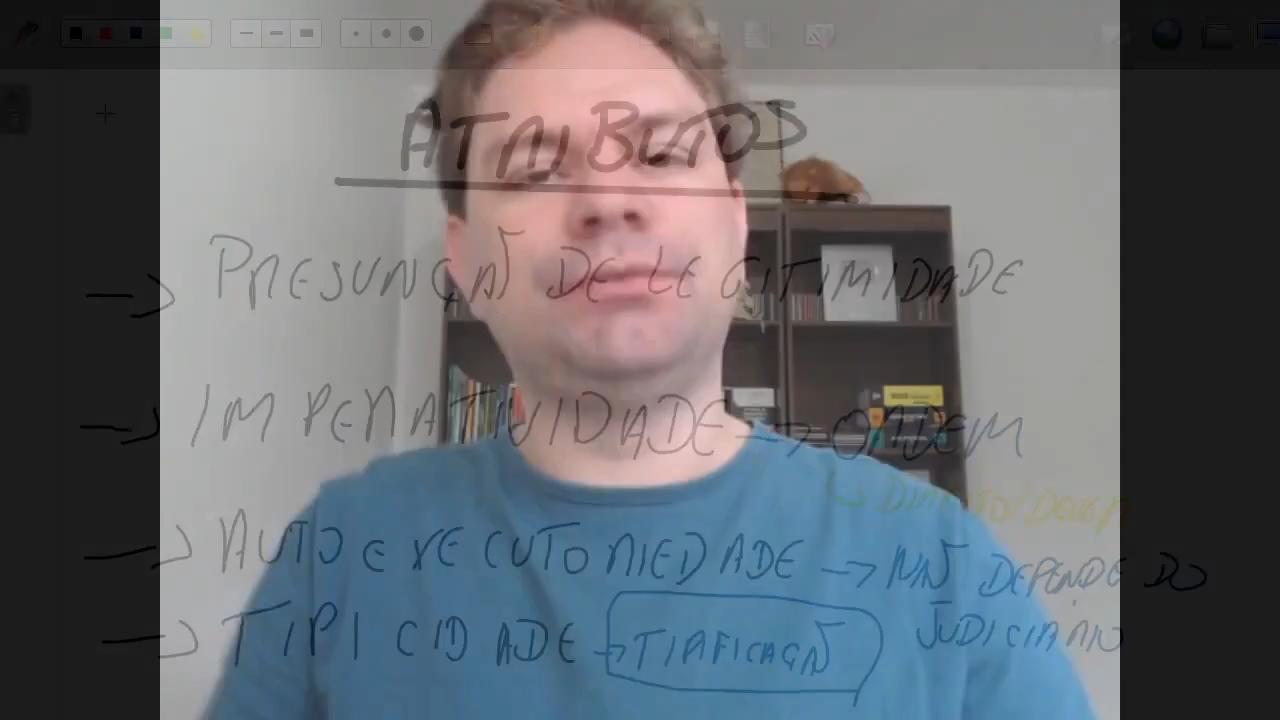 ATRIBUTOS
→ PRESUNÇÃO DE LEGITIMIDADE
→ IMPERATIVIDADE → ORDEM
→ AUTOEXECUTORIEDADE → NÃO DEPENDE DO
JUDICIÁRIO
→ TIPICIDADE → TIPIFICAÇÃO